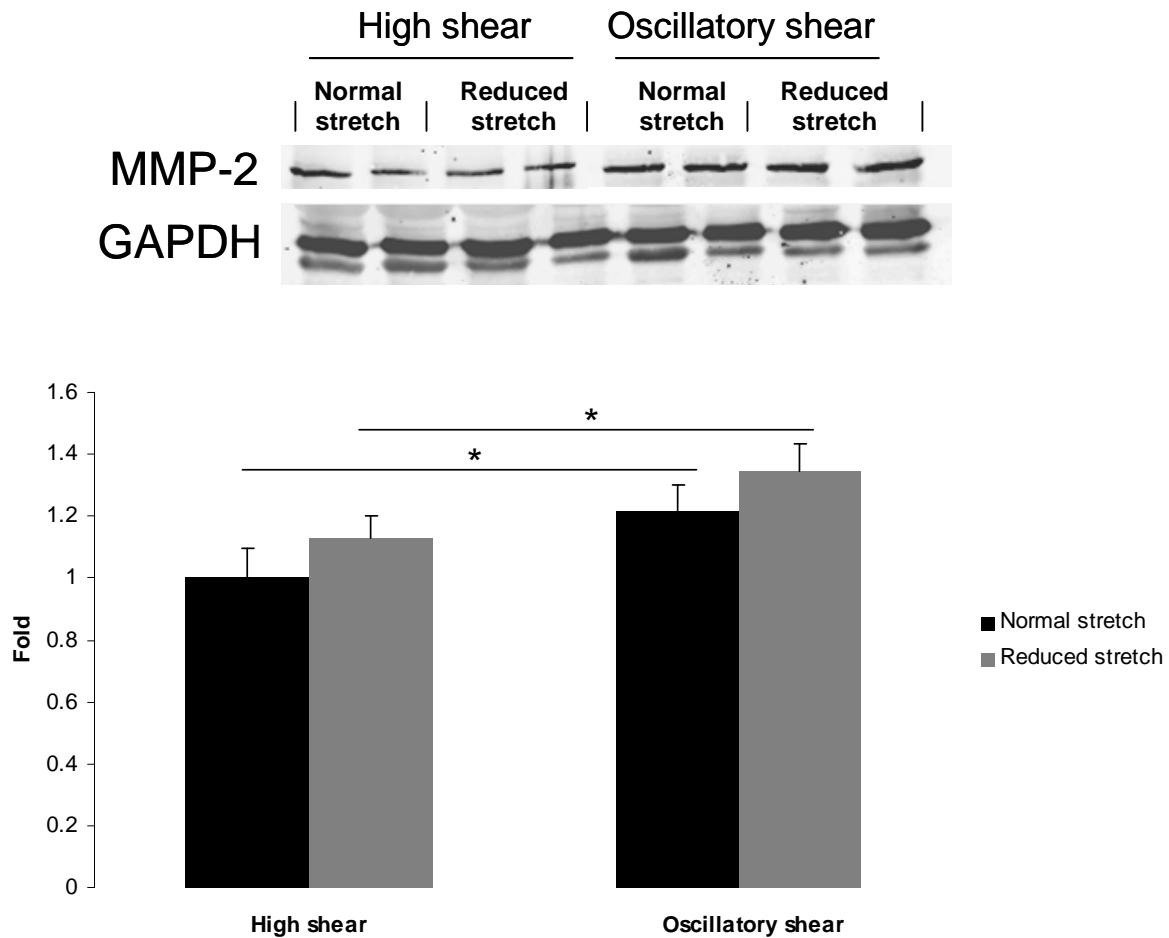 High shear Oscillatory shear
Normal stretch Reduced stretch Normal stretch Reduced stretch
MMP-2
GAPDH
1.6
1.4
1.2
1
0.8
0.6
0.4
0.2
0
Fold
*
*
High shear Oscillatory shear
Normal stretch
Reduced stretch